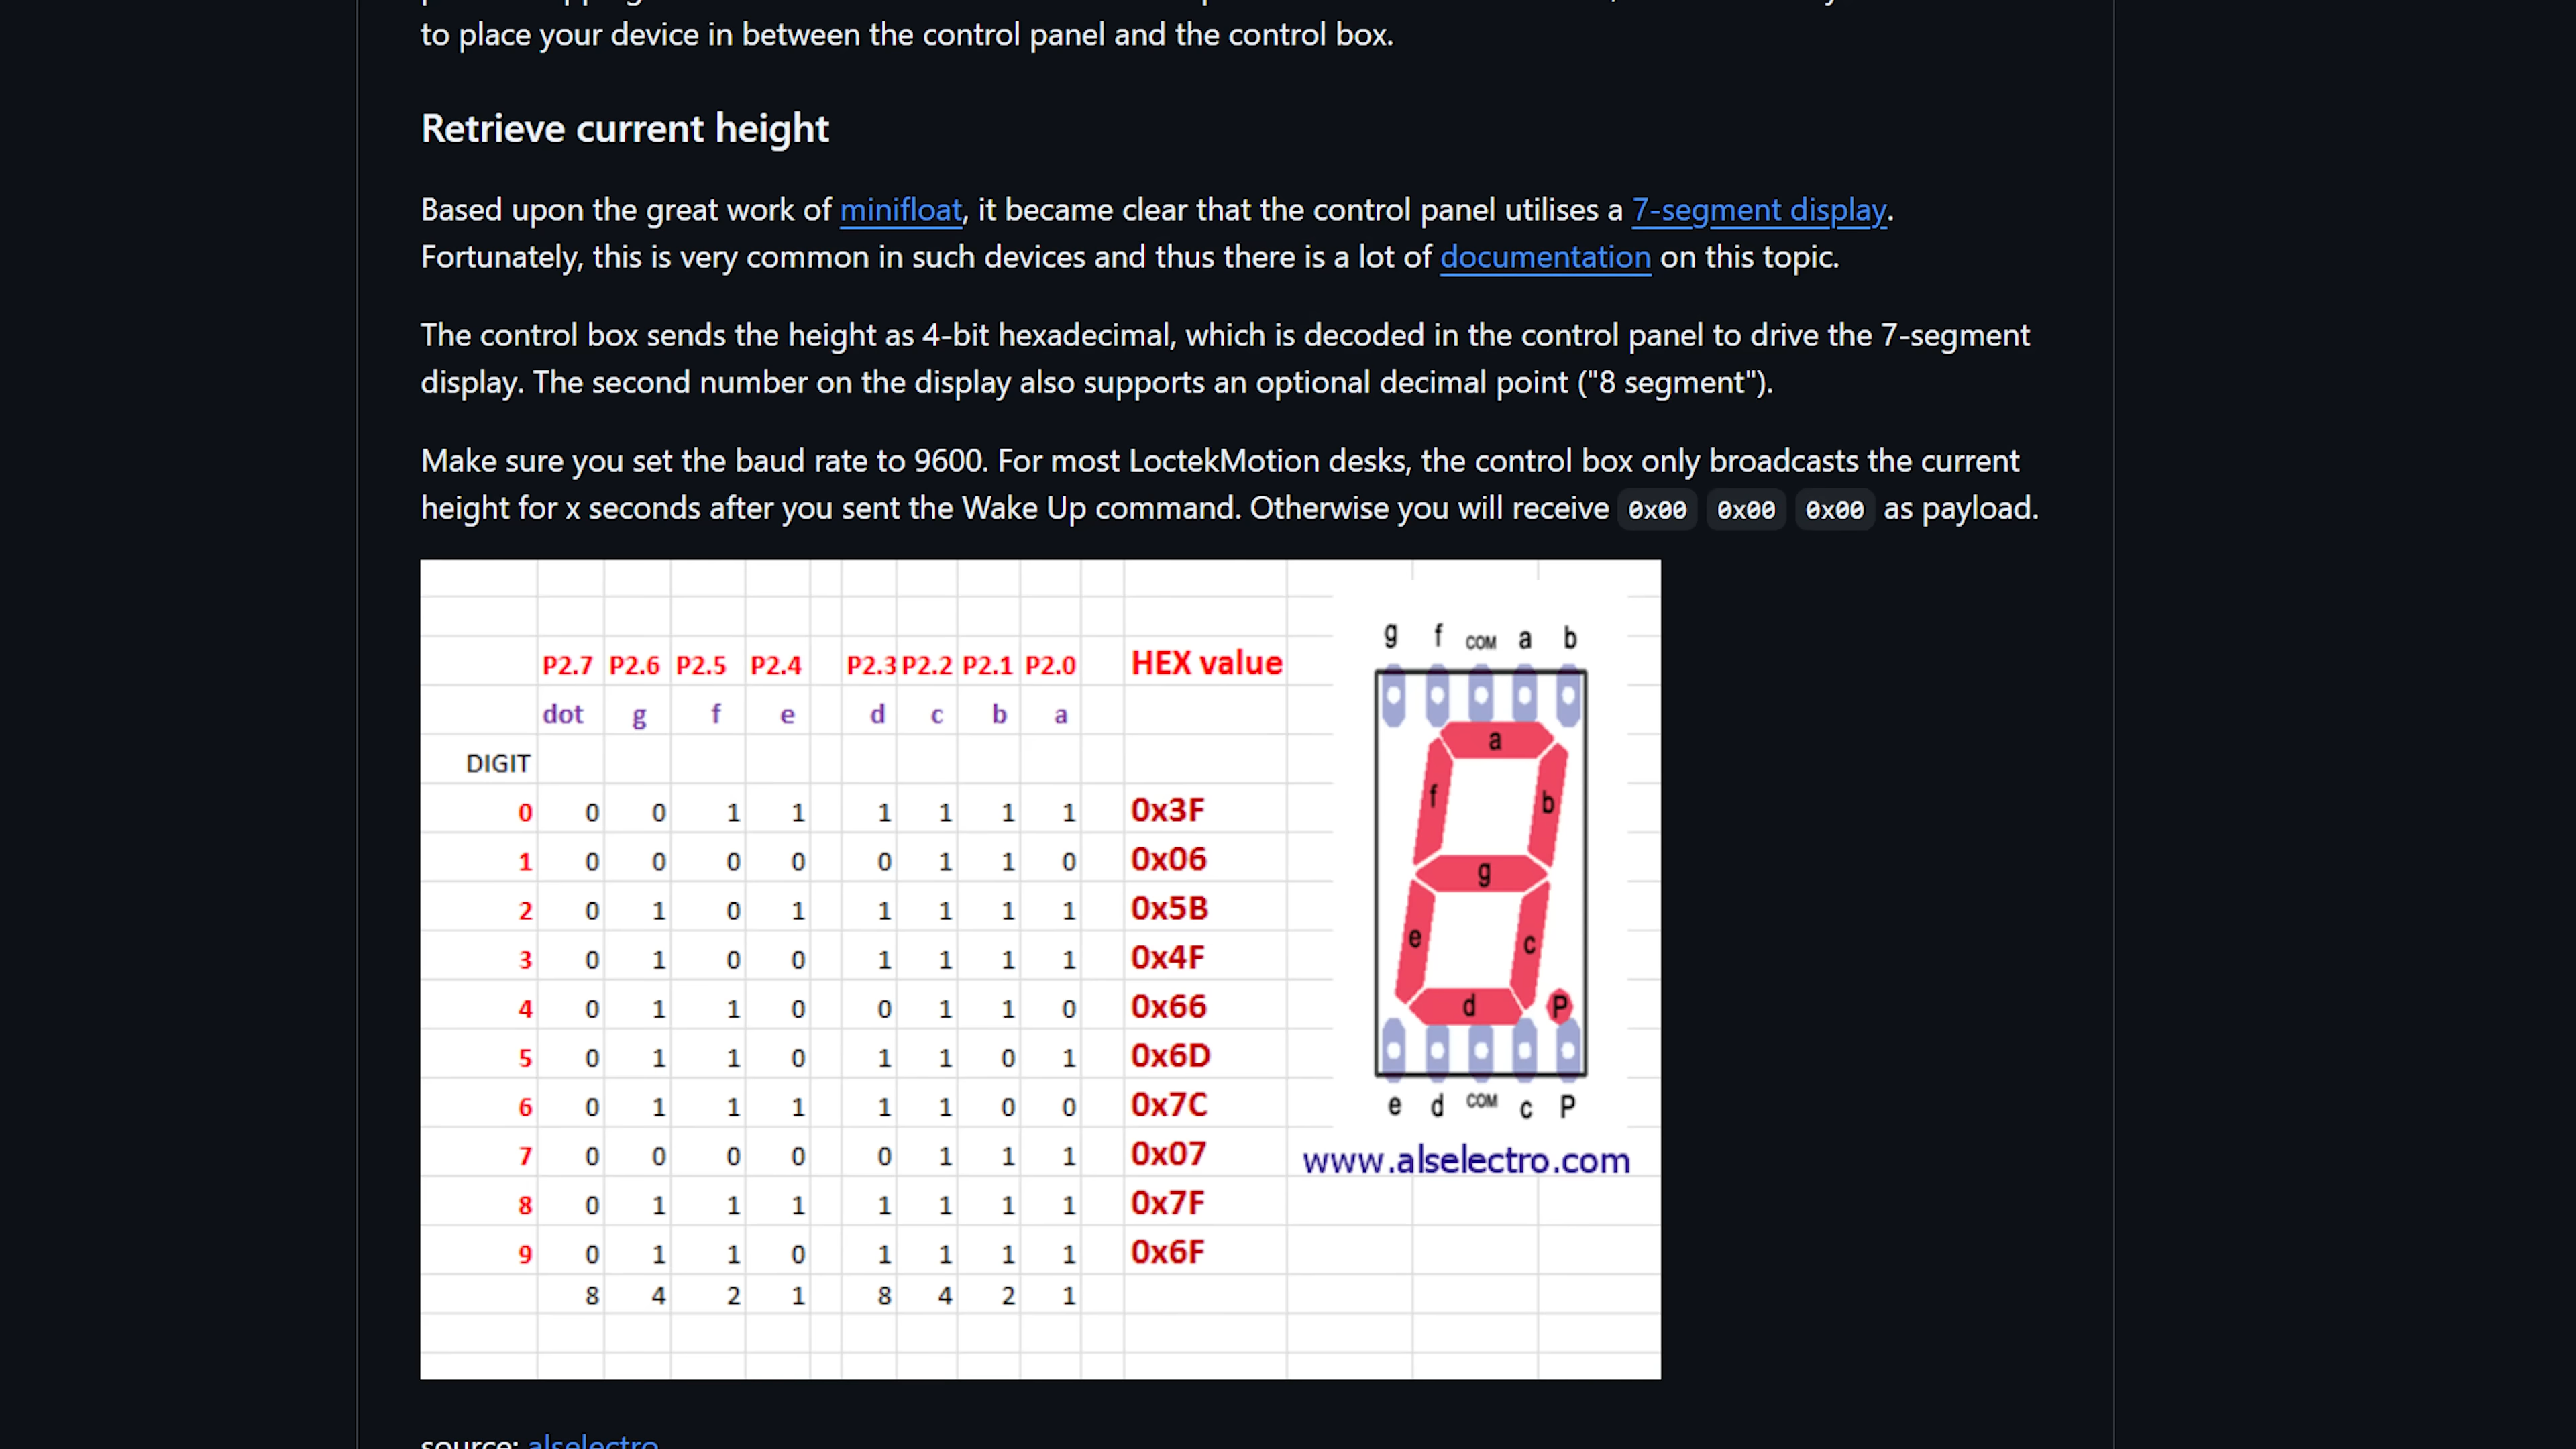 to place your device in between the control panel and the control box.
Retrieve current height
Based upon the great work of minifloat, it became clear that the control panel utilises a 7-segment display.
Fortunately, this is very common in such devices and thus there is a lot of documentation on this topic.
The control box sends the height as 4-bit hexadecimal, which is decoded in the control panel to drive the 7-segment
display. The second number on the display also supports an optional decimal point ("8 segment").
Make sure you set the baud rate to 9600. For most LoctekMotion desks, the control box only broadcasts the current
height for x seconds after you sent the Wake Up command. Otherwise you will receive 0x00 0x00 0x00 as payload.
P2.7 P2.6 P2.5 P2.4 P2.3 P2.2 P2.1 P2.0 HEX value
dot g f e d c b a
DIGIT
0 0 0 1 1 1 1 1 1 0x3F
1 0 0 0 0 0 1 1 0 0x06
2 0 1 0 1 1 1 1 1 0x5B
3 0 1 0 0 1 1 1 1 0x4F
4 0 1 1 0 0 1 1 0 0x66
5 0 1 1 0 1 1 0 1 0x6D
6 0 1 1 1 1 1 0 0 0x7C
7 0 0 0 0 0 1 1 1 0x07
8 0 1 1 1 1 1 1 1 0x7F
9 0 1 1 0 1 1 1 1 0x6F
8 4 2 1 8 4 2 1
g f COM a b
a
f b
g
e c
d P
e d COM c P
www.alselectro.com
source: alselectro